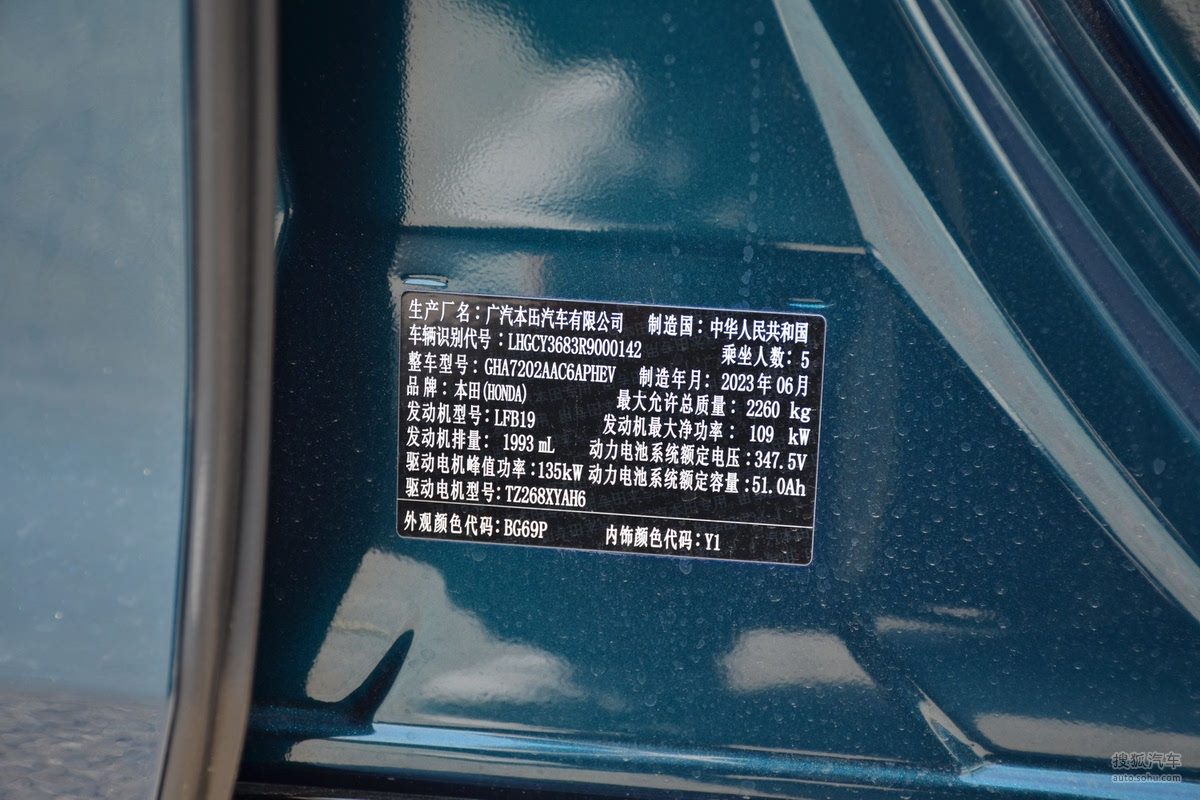 生产厂名：广汽本田汽车有限公司 制造国：中华人民共和国
车辆识别代号：LHGCY3683R9000142 乘坐人数：5
整车型号：GHA7202AAC6APHEV 制造年月：2023年06月
品牌：本田(HONDA) 最大允许总质量：2260 kg
发动机型号：LFB19 发动机最大净功率：109 kW
发动机排量：1993 mL 动力电池系统额定电压：347.5V
驱动电机峰值功率：135kW 动力电池系统额定容量：51.0Ah
驱动电机型号：TZ268XYAH6
外观颜色代码：BG69P 内饰颜色代码：Y1
搜狐汽车
auto.sohu.com